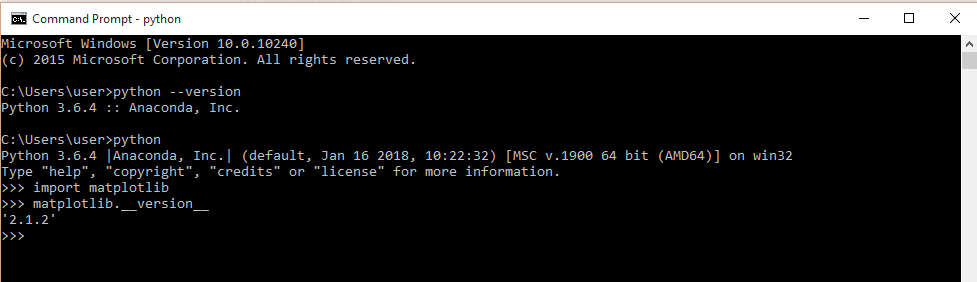 Command Prompt - python
Microsoft Windows [Version 10.0.10240]
(c) 2015 Microsoft Corporation. All rights reserved.
C:\Users\user>python --version
Python 3.6.4 :: Anaconda, Inc.
C:\Users\user>python
Python 3.6.4 |Anaconda, Inc.| (default, Jan 16 2018, 10:22:32) [MSC v.1900 64 bit (AMD64)] on win32
Type "help", "copyright", "credits" or "license" for more information.
>>> import matplotlib
>>> matplotlib.__version__
'2.1.2'
>>>